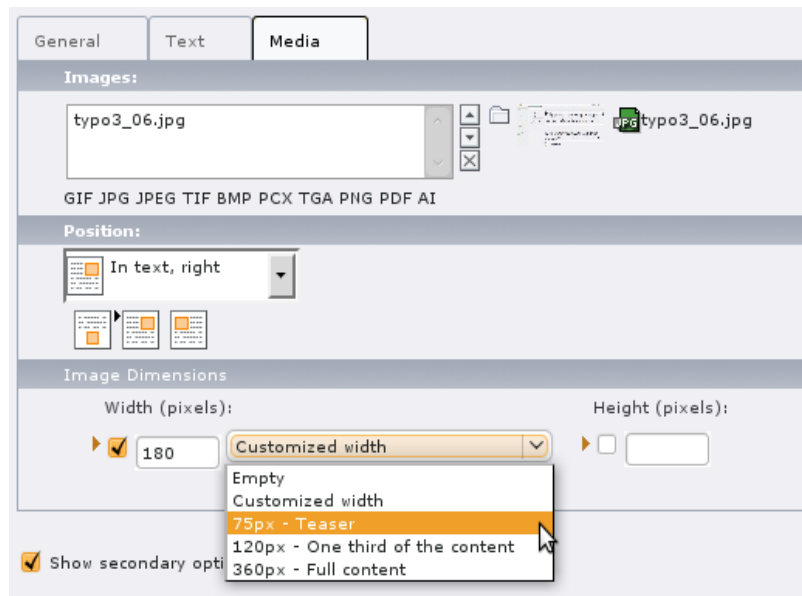 General Text Media
Images:
typo3_06.jpg
JPG typo3_06.jpg
GIF JPG JPEG TIF BMP PCX TGA PNG PDF AI
Position:
In text, right
Image Dimensions
Width (pixels): Height (pixels):
180 Customized width
Empty
Customized width
75px - Teaser
120px - One third of the content
360px - Full content
Show secondary opti